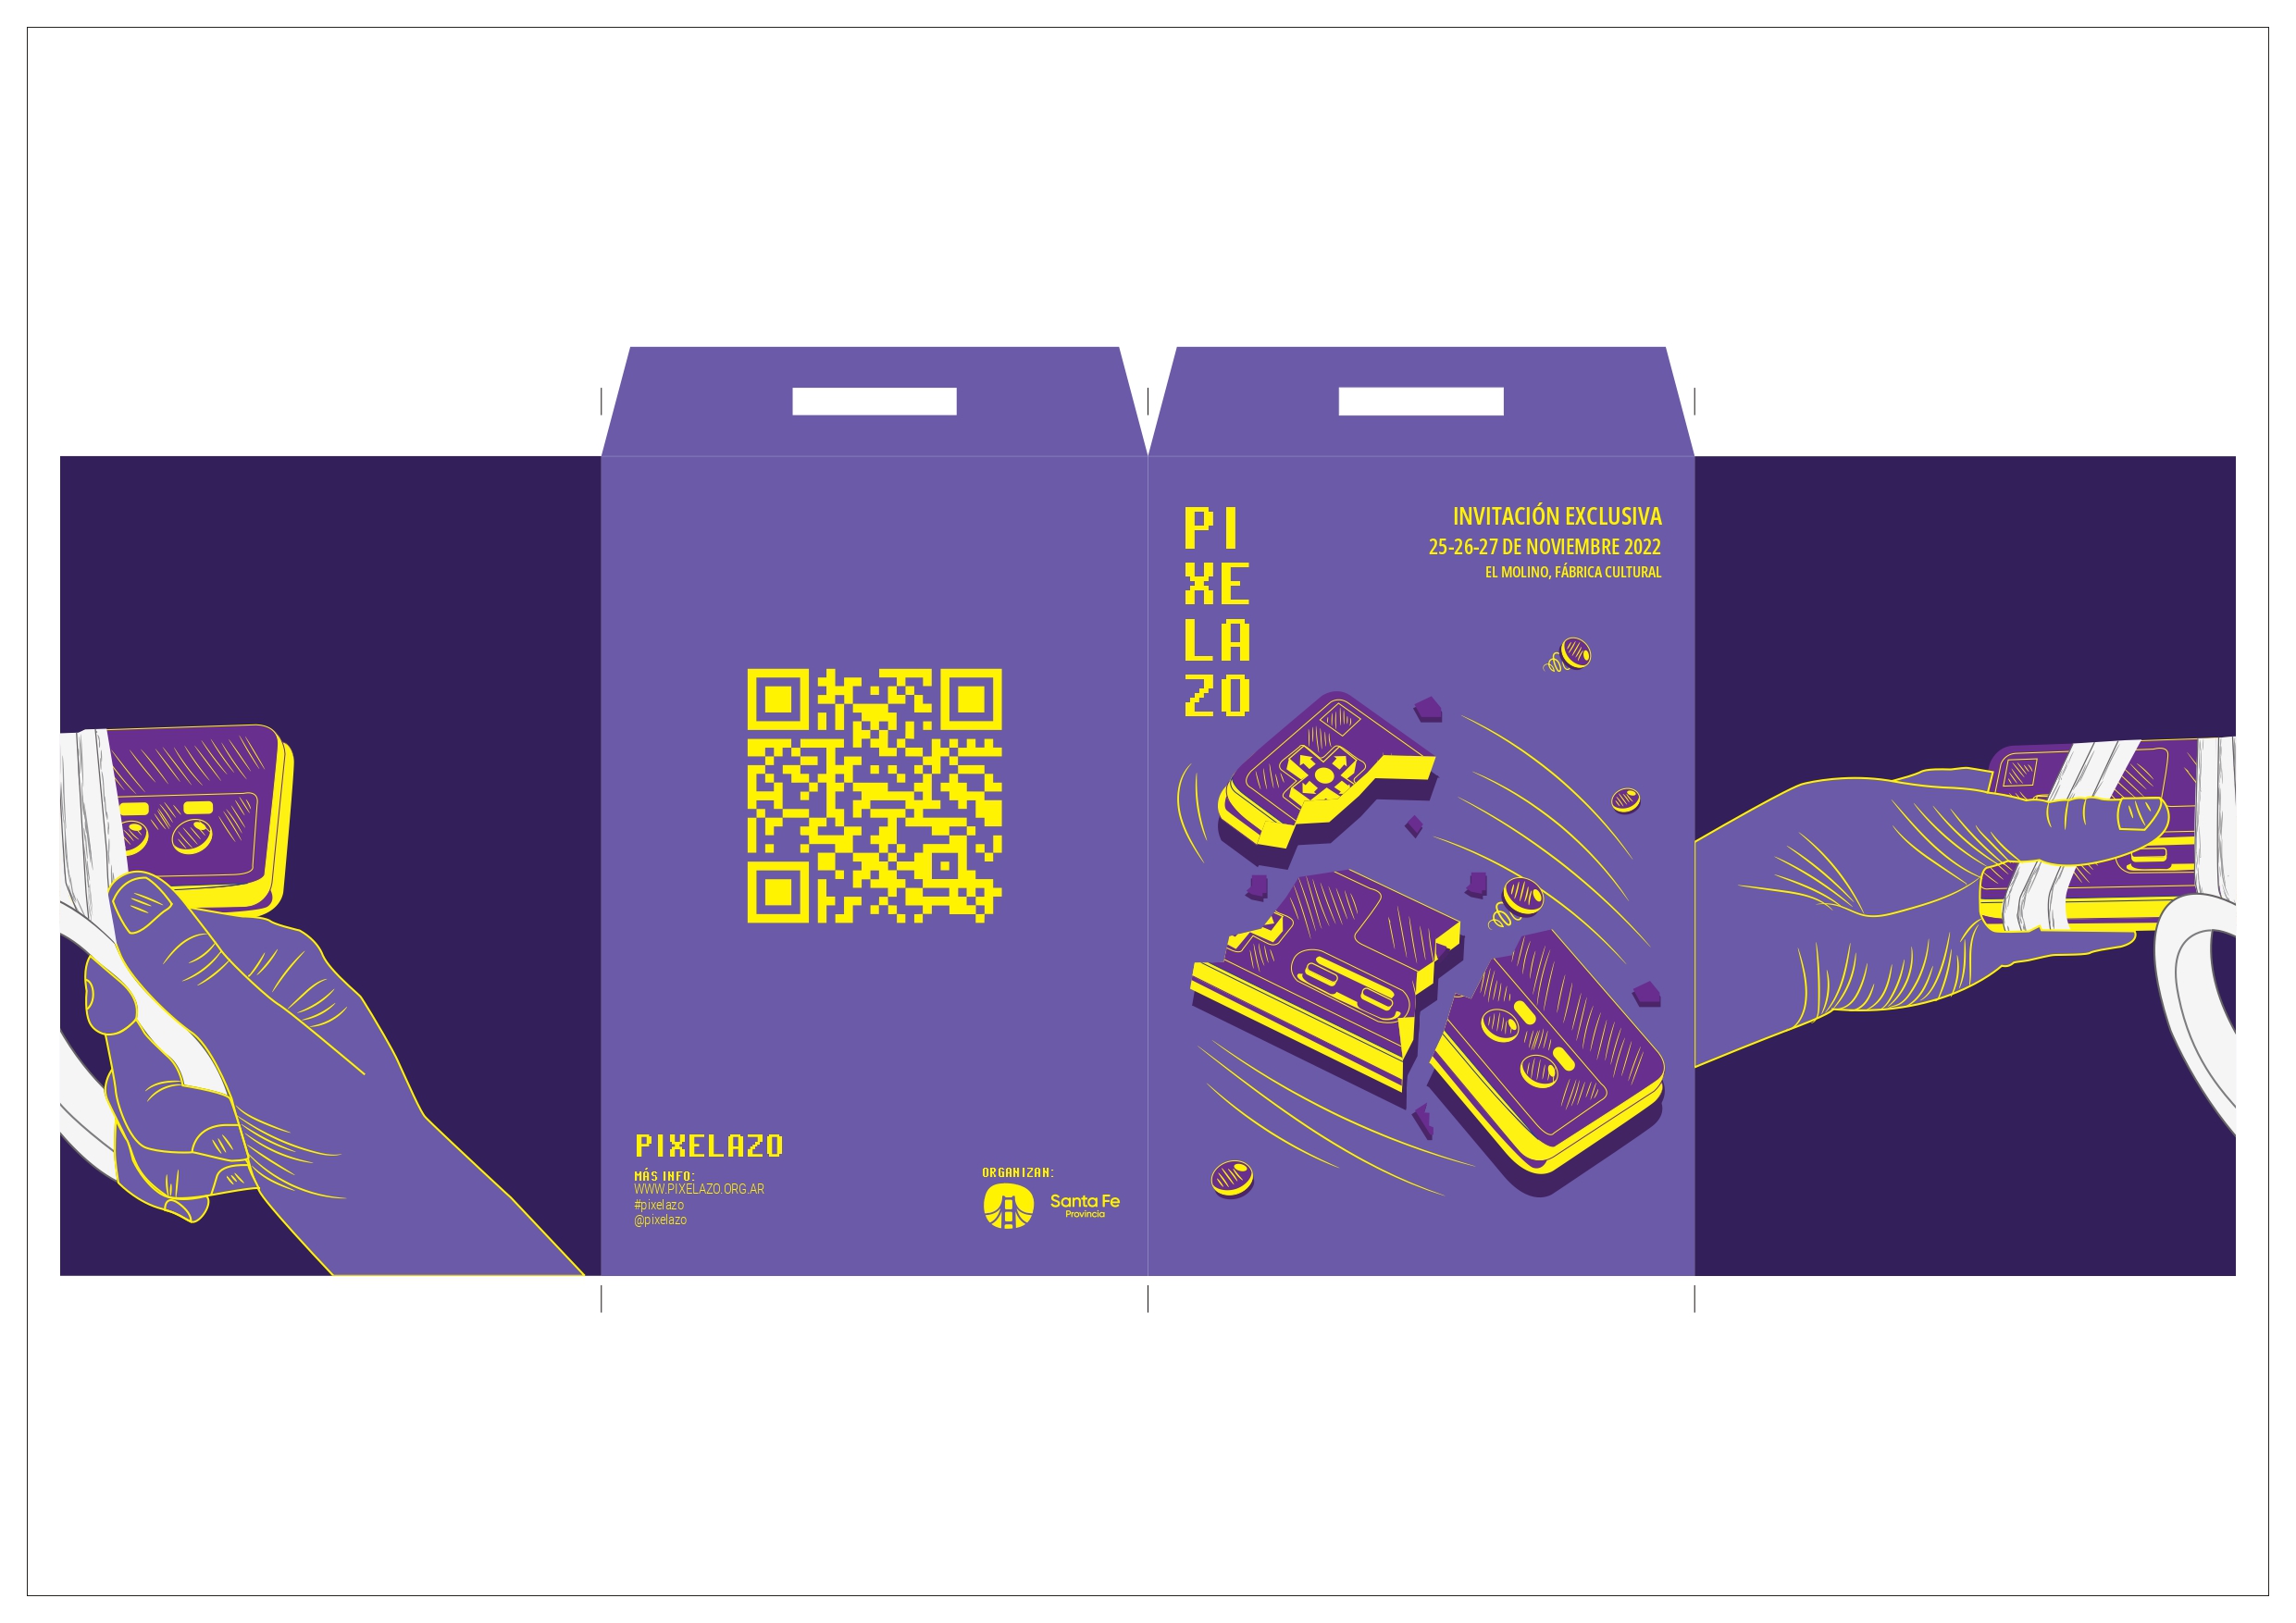 PIXELAZO
MÁS INFO:
WWW.PIXELAZO.ORG.AR
#pixelazo
@pixelazo
ORGANIZAN:
Santa Fe
Provincia
PI
XE
LA
ZO
INVITACIÓN EXCLUSIVA
25-26-27 DE NOVIEMBRE 2022
EL MOLINO, FÁBRICA CULTURAL